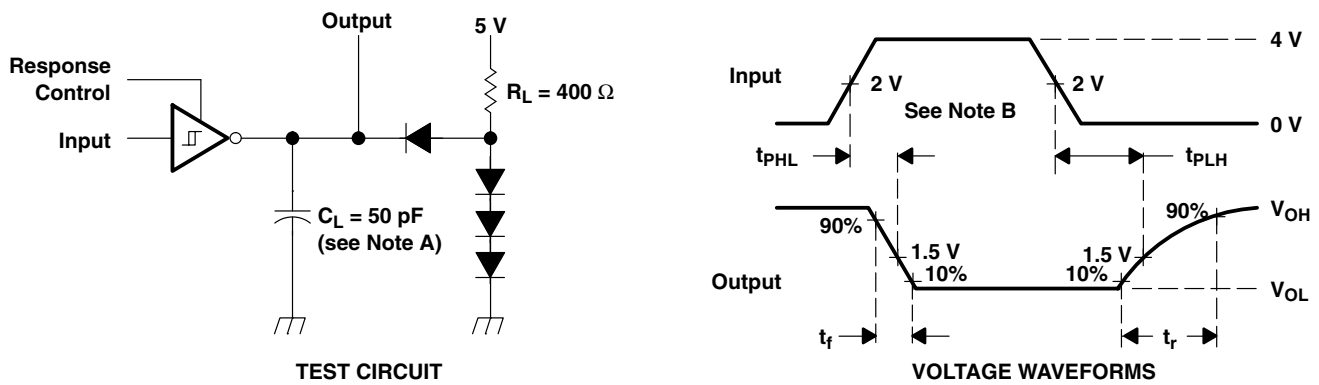 Output
5 V
Response
Control
Input
R_L = 400 Ω
C_L = 50 pF
(see Note A)
TEST CIRCUIT
4 V
Input
2 V
2 V
See Note B
0 V
t_PHL
t_PLH
V_OH
90%
90%
1.5 V
1.5 V
10%
10%
Output
V_OL
t_f
t_r
VOLTAGE WAVEFORMS